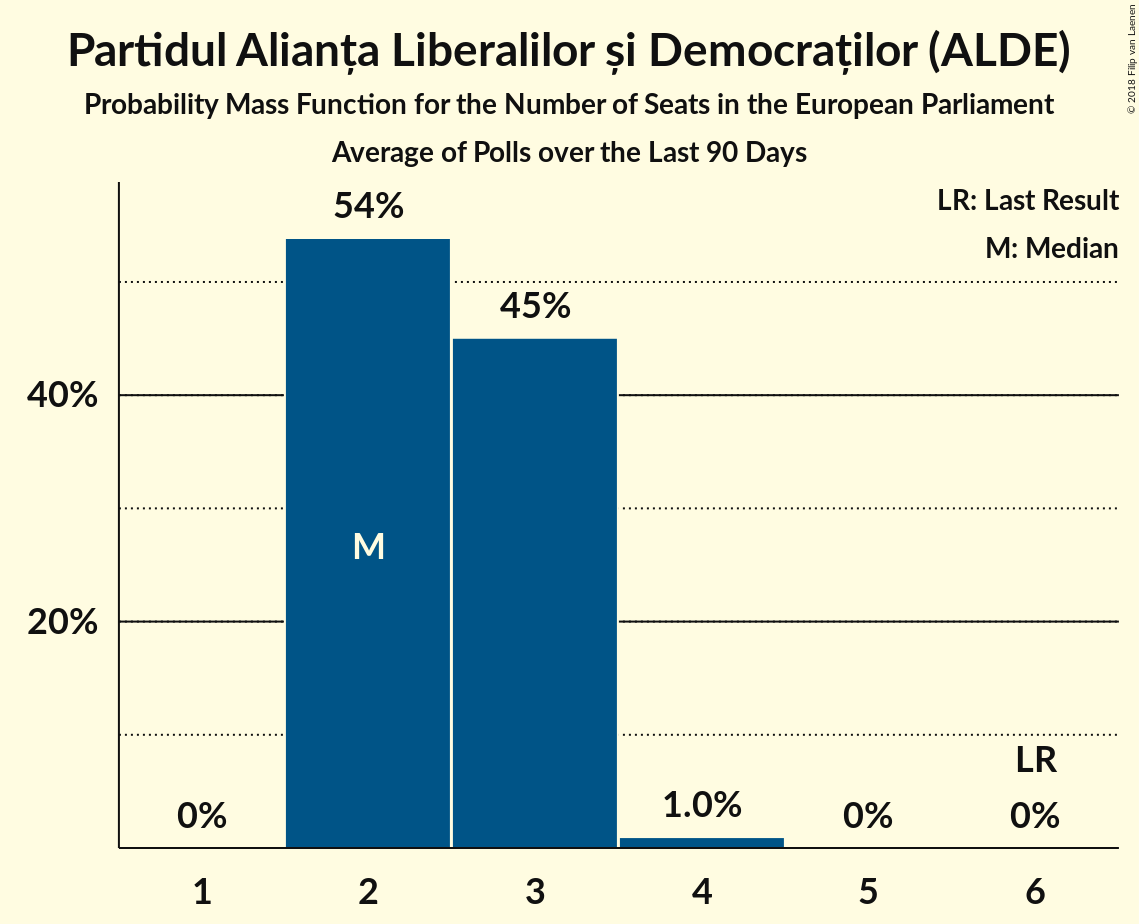 Partidul Alianța Liberalilor și Democraților (ALDE)
Probability Mass Function for the Number of Seats in the European Parliament
Average of Polls over the Last 90 Days
© 2018 Filip van Laenen
LR: Last Result
M: Median
54%
45%
40%
M
20%
LR
0%
1.0%
0%
0%
1
2
3
4
5
6